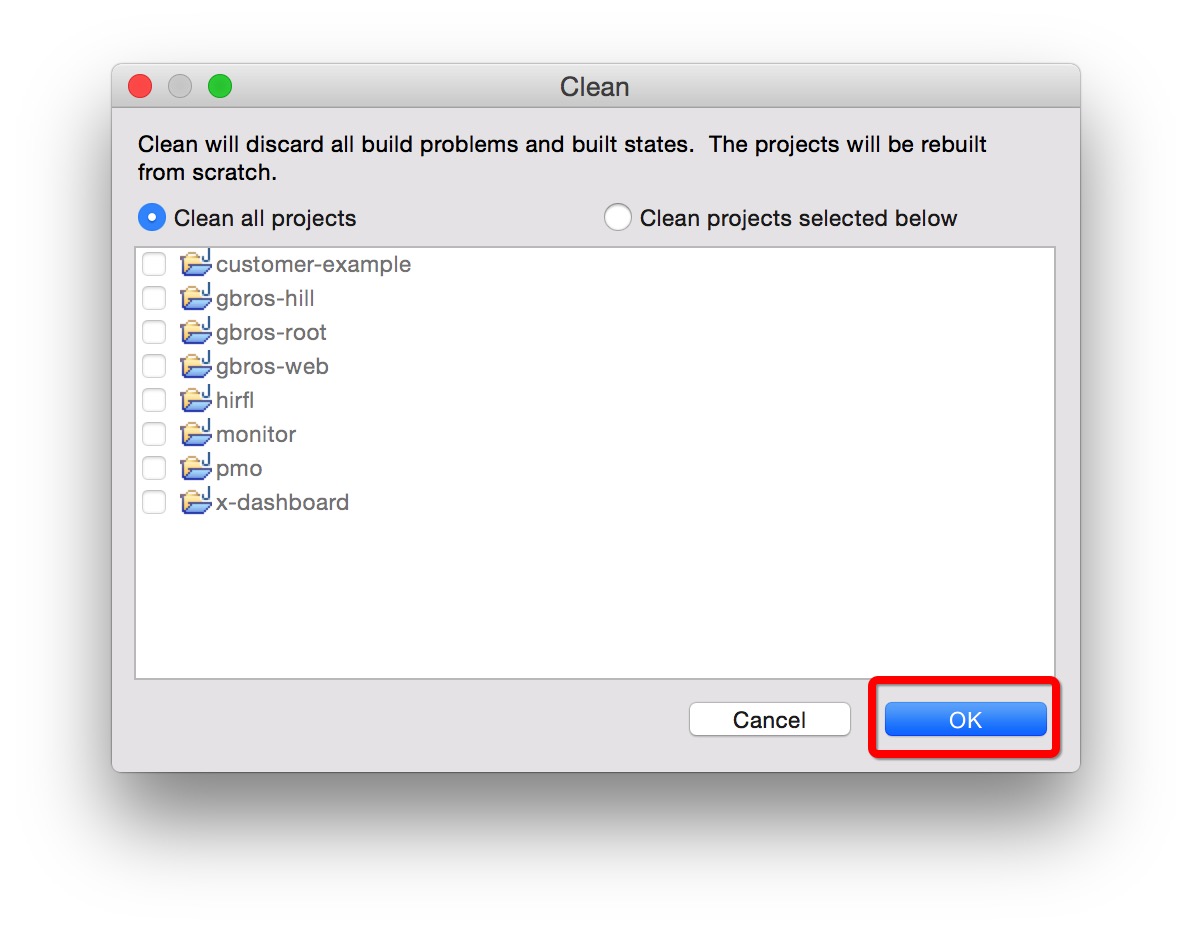 Clean
Clean will discard all build problems and built states.  The projects will be rebuilt
from scratch.
Clean all projects
Clean projects selected below
customer-example
gbros-hill
gbros-root
gbros-web
hirfl
monitor
pmo
x-dashboard
Cancel
OK